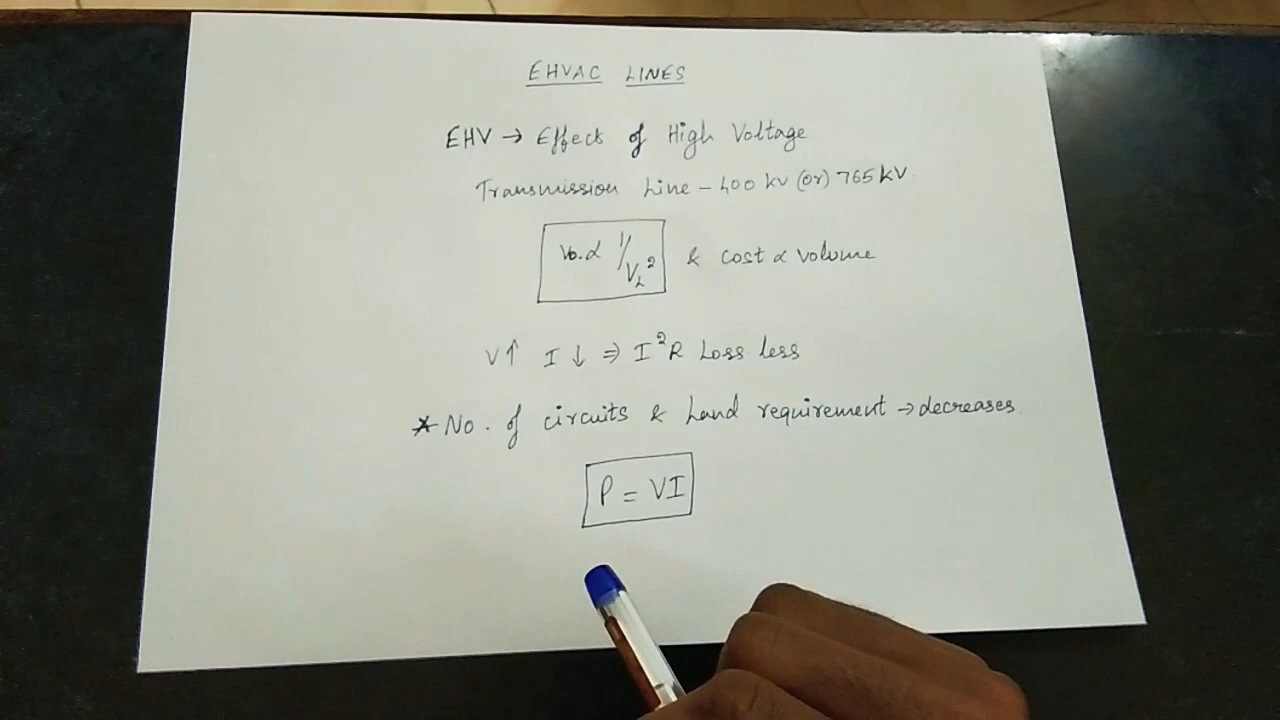 EHVAC LINES
EHV → Effect of High Voltage
Transmission Line – 400 kV (or) 765 kV
Vo. α 1/V_L² & cost α volume
V↑ I↓ ⇒ I²R Loss less
* No. of circuits & Land requirement → decreases
P = VI